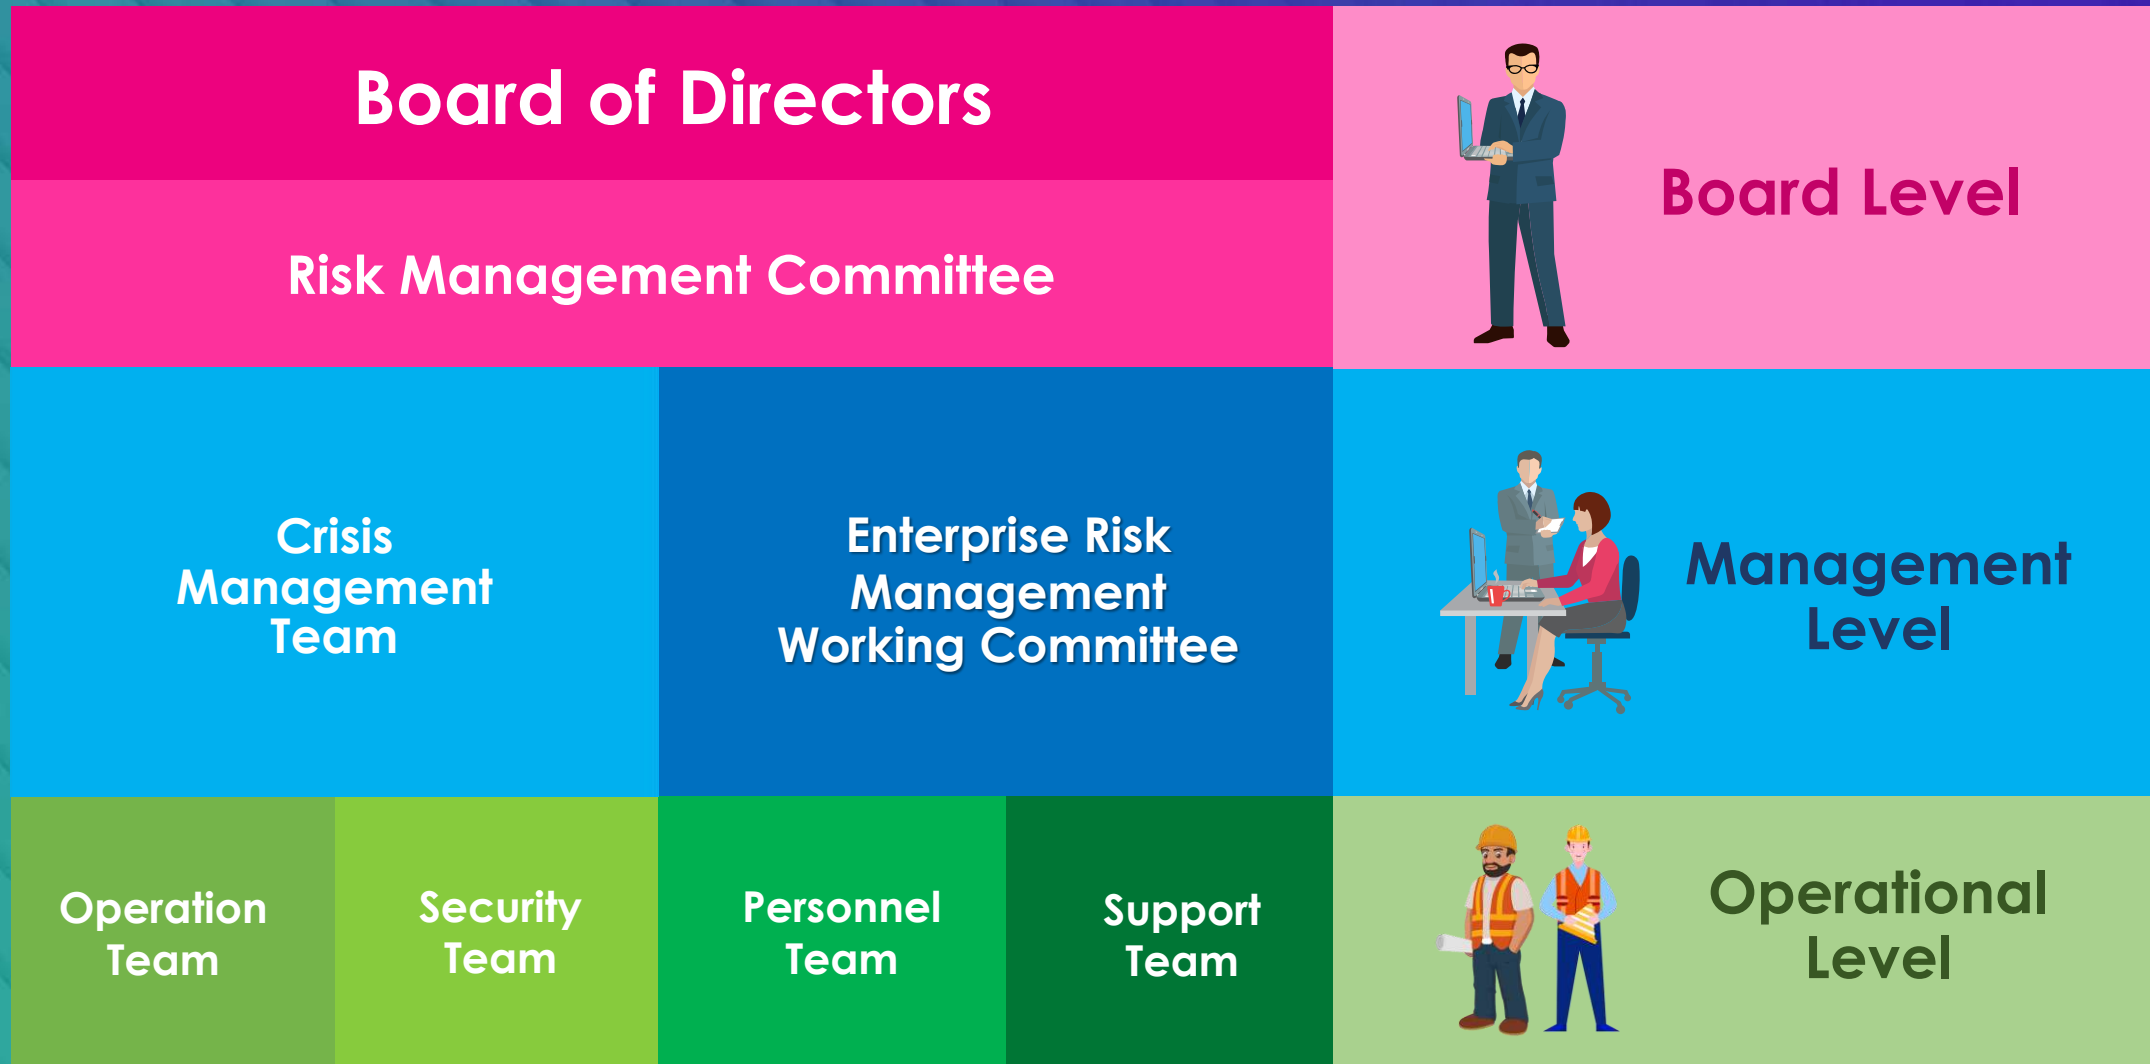 Board of Directors
Board Level
Risk Management Committee
Crisis
Management
Team
Enterprise Risk
Management
Working Committee
Management
Level
Operation
Team
Security
Team
Personnel
Team
Support
Team
Operational
Level